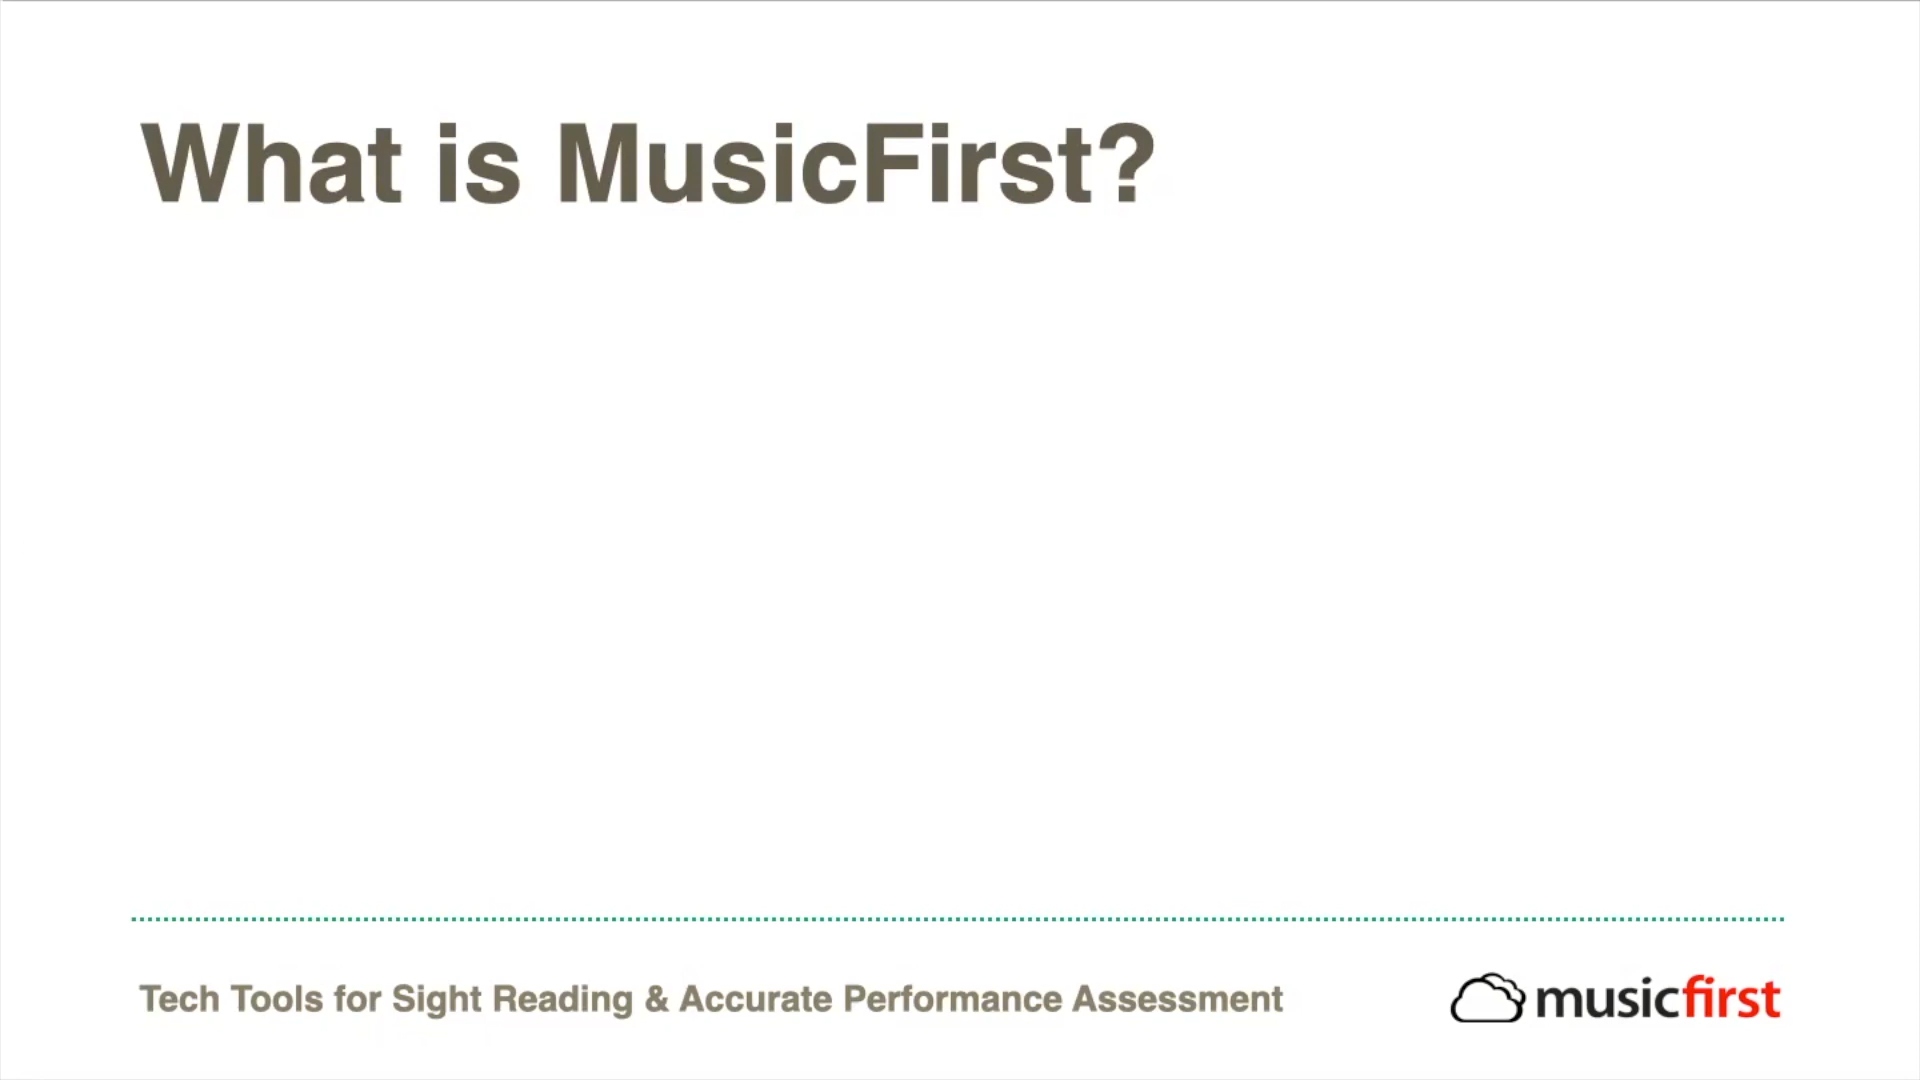 What is MusicFirst?
Tech Tools for Sight Reading & Accurate Performance Assessment
musicfirst